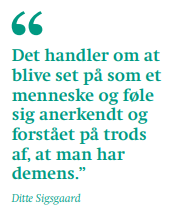 “
Det handler om at
blive set på som et
menneske og føle
sig anerkendt og
forstået på trods
af, at man har
demens.”
Ditte Sigsgaard